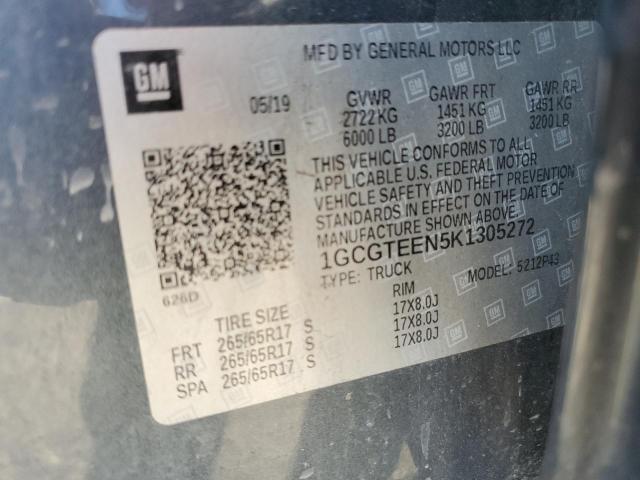 GM
MFD BY GENERAL MOTORS LLC
05/19
GVWR GAWR FRT GAWR RR
2722 KG 1451 KG 1451 KG
6000 LB 3200 LB 3200 LB
THIS VEHICLE CONFORMS TO ALL
APPLICABLE U.S. FEDERAL MOTOR
VEHICLE SAFETY AND THEFT PREVENTION
STANDARDS IN EFFECT ON THE DATE OF
MANUFACTURE SHOWN ABOVE.
1GCGTEEN5K1305272
TYPE: TRUCK MODEL: 5212P43
626D
TIRE SIZE RIM
FRT 265/65R17 S 17X8.0J
RR 265/65R17 S 17X8.0J
SPA 265/65R17 S 17X8.0J